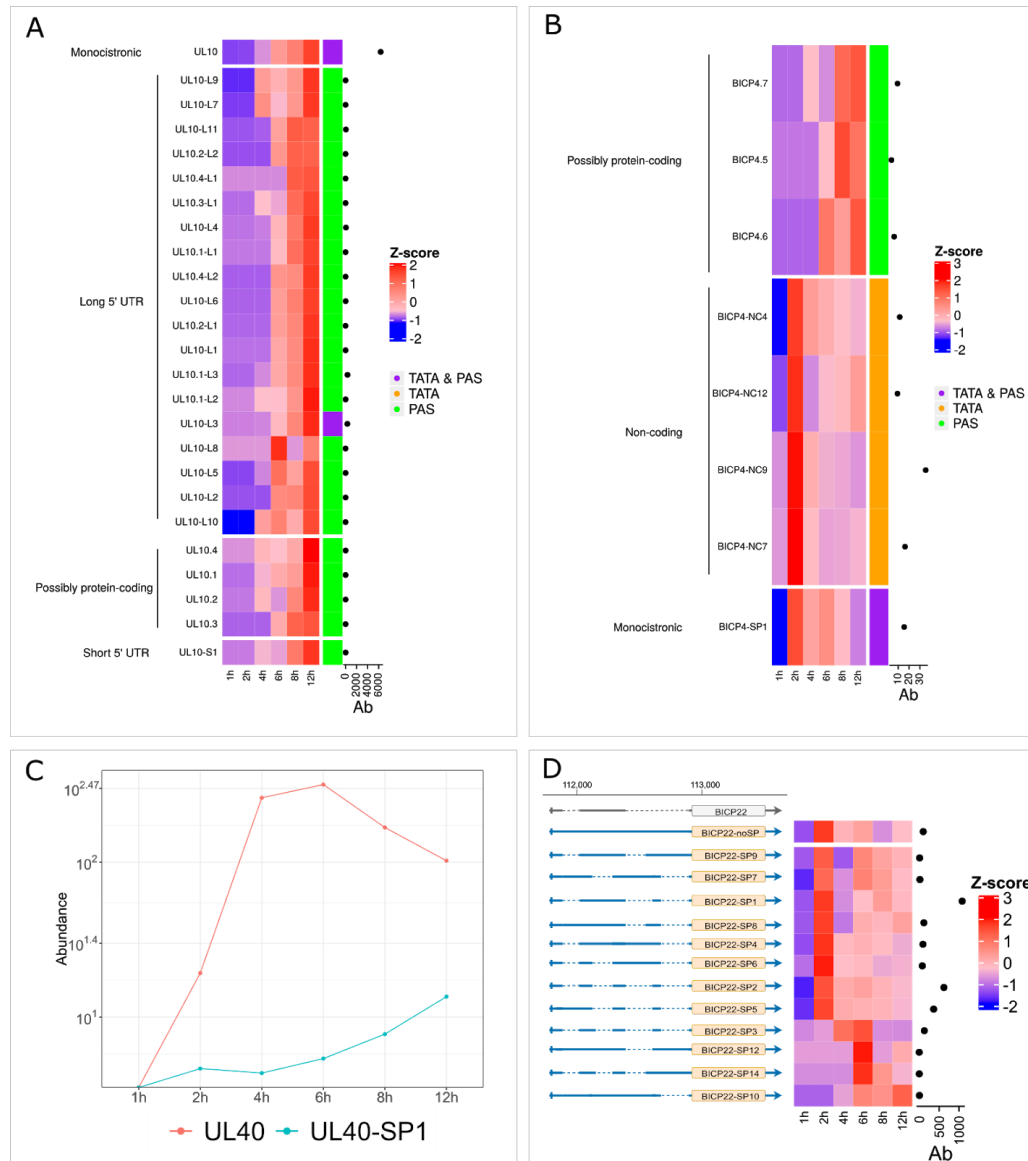 A
Monocistronic
UL10
UL10-L9
UL10-L7
UL10-L11
UL10.2-L2
UL10.4-L1
UL10.3-L1
UL10-L4
UL10.1-L1
UL10.4-L2
Long 5' UTR
UL10-L6
UL10.2-L1
UL10-L1
UL10.1-L3
UL10.1-L2
UL10-L3
UL10-L8
UL10-L5
UL10-L2
UL10-L10
UL10.4
Possibly protein-coding
UL10.1
UL10.2
UL10.3
Short 5' UTR
UL10-S1
1h 2h 4h 6h 8h 12h
0 2000 4000 6000
Ab
Z-score
2
1
0
-1
-2
TATA & PAS
TATA
PAS
B
BICP4.7
Possibly protein-coding
BICP4.5
BICP4.6
BICP4-NC4
BICP4-NC12
Non-coding
BICP4-NC9
BICP4-NC7
Monocistronic
BICP4-SP1
1h 2h 4h 6h 8h 12h
10 20 30
Ab
Z-score
3
2
1
0
-1
-2
TATA & PAS
TATA
PAS
C
10^2.47
10^2
10^1.4
10^1
Abundance
1h 2h 4h 6h 8h 12h
UL40 UL40-SP1
D
112,000 113,000
BICP22
BICP22-noSP
BICP22-SP9
BICP22-SP7
BICP22-SP1
BICP22-SP8
BICP22-SP4
BICP22-SP6
BICP22-SP2
BICP22-SP5
BICP22-SP3
BICP22-SP12
BICP22-SP14
BICP22-SP10
1h 2h 4h 6h 8h 12h
0 500 1000
Ab
Z-score
3
2
1
0
-1
-2